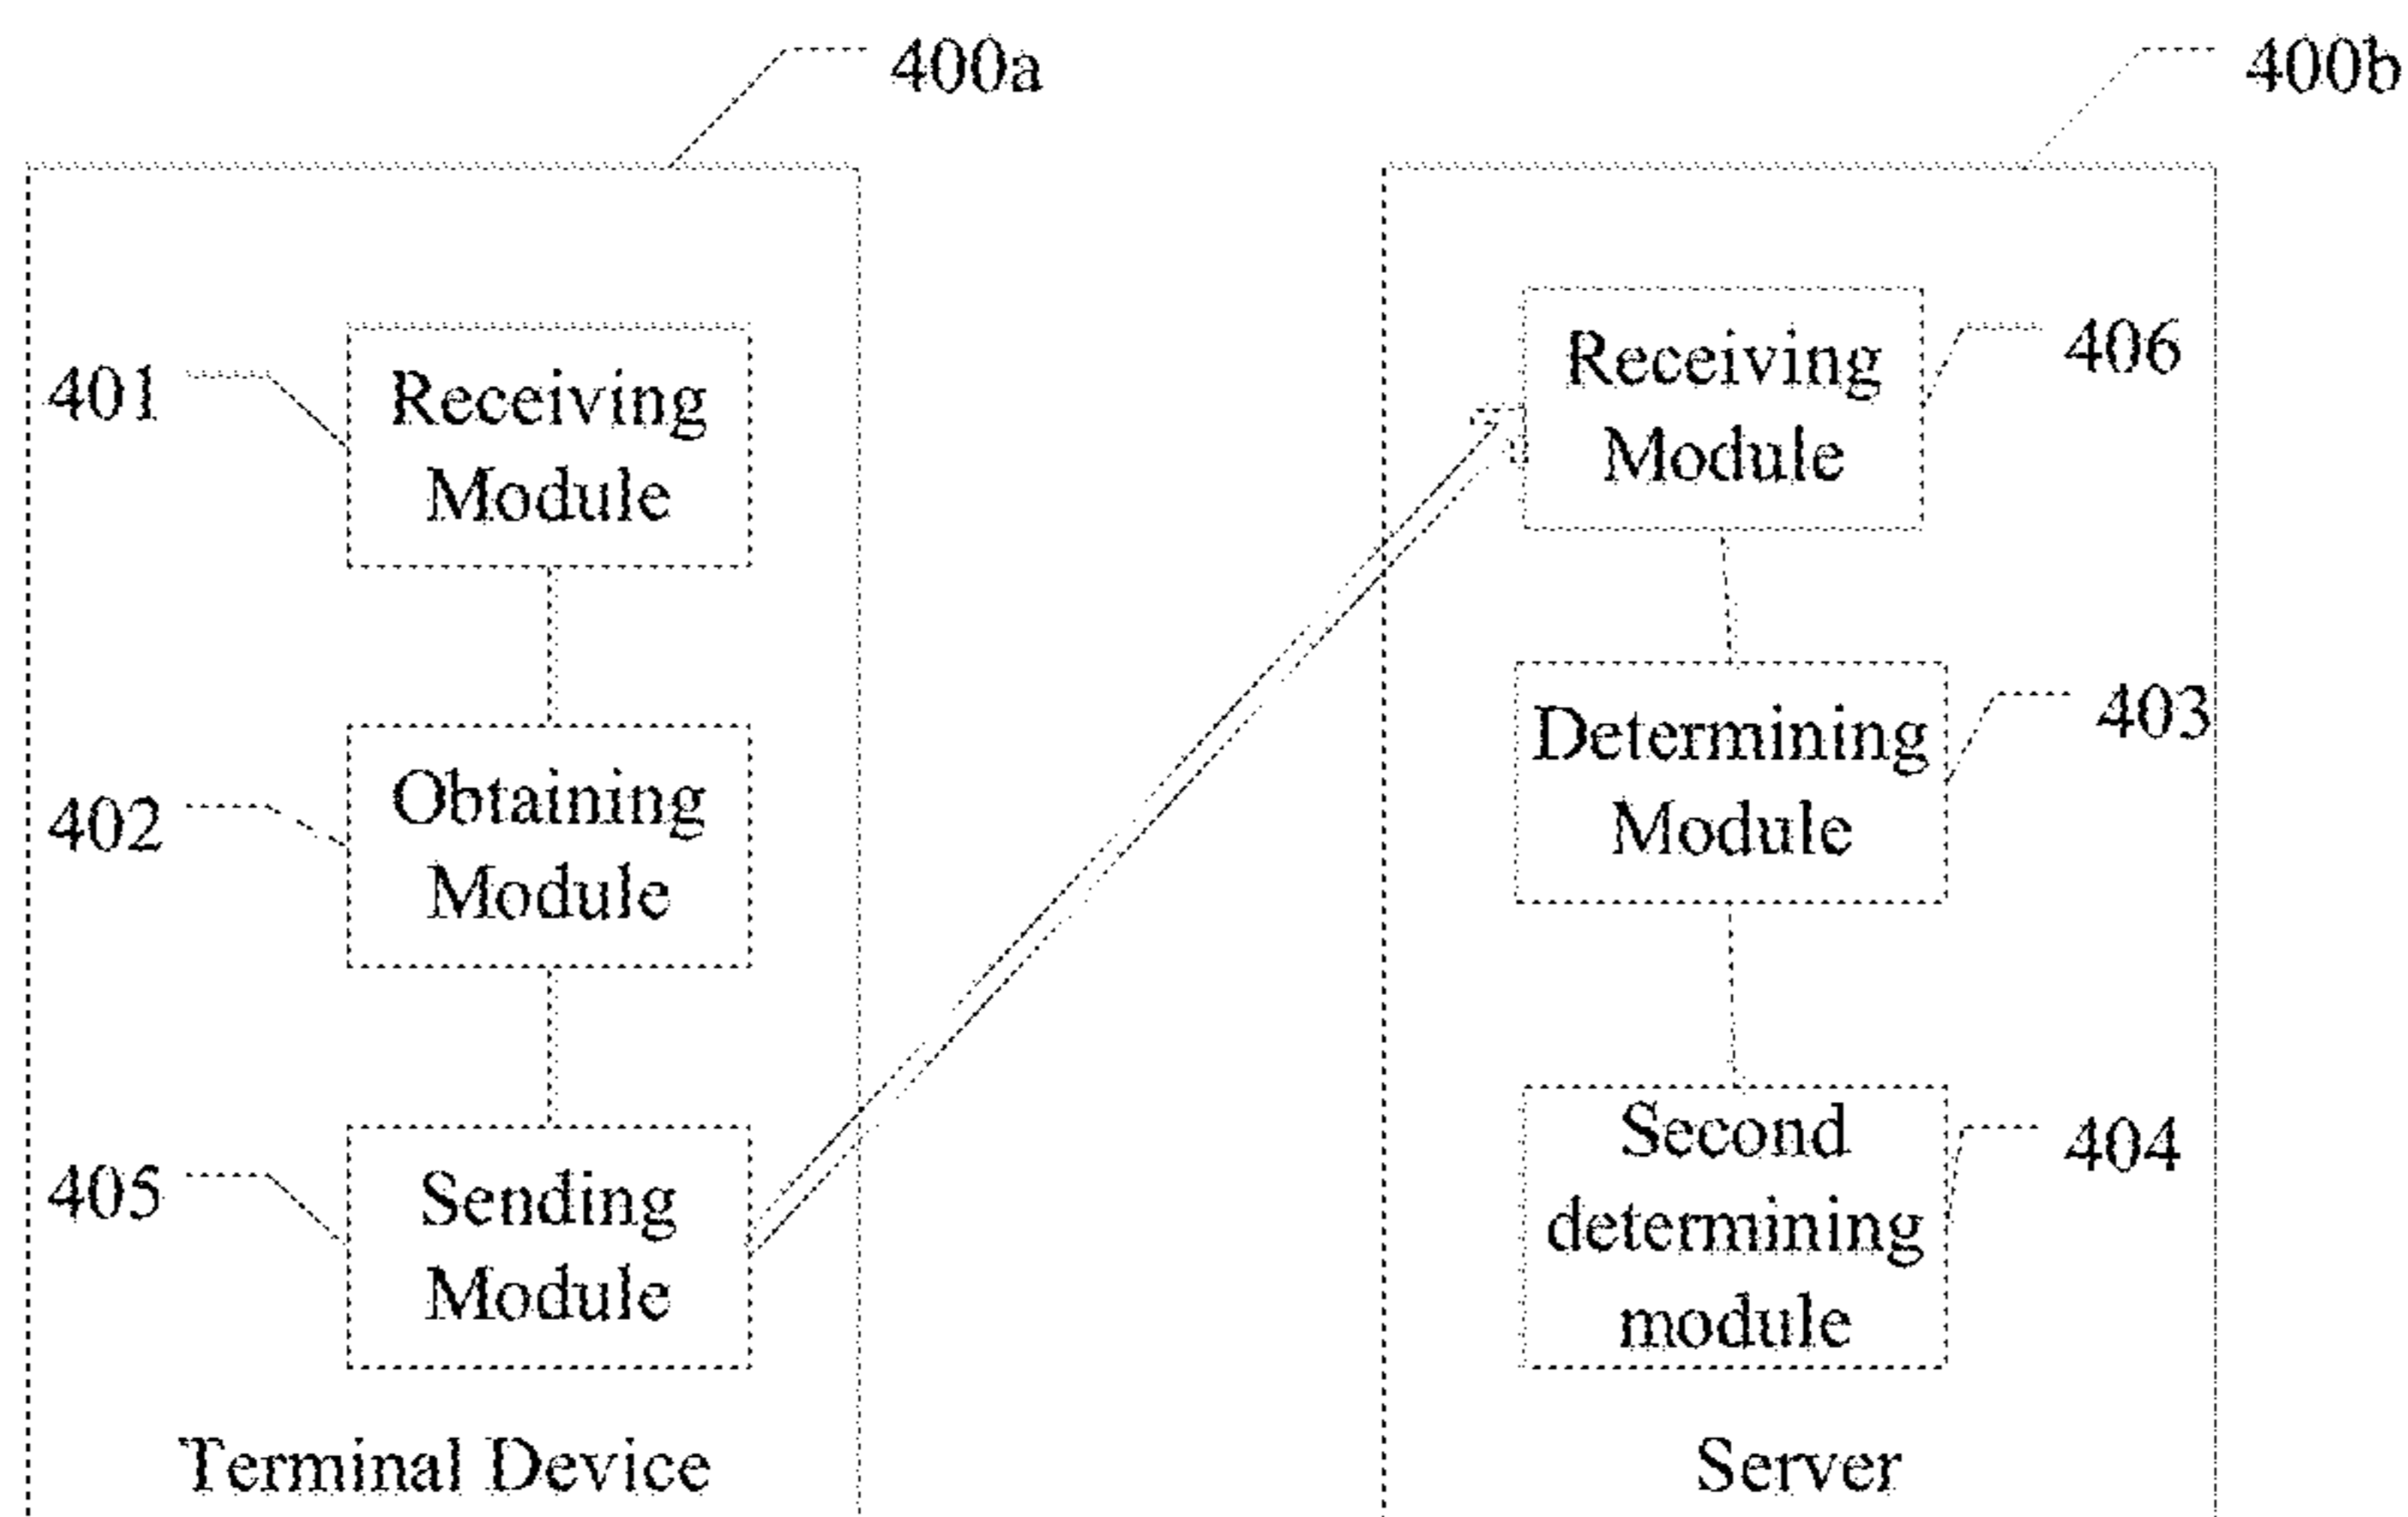 400a
400b
401
Receiving
Module
402
Obtaining
Module
405
Sending
Module
Terminal Device
Receiving
Module
406
Determining
Module
403
Second
determining
module
404
Server